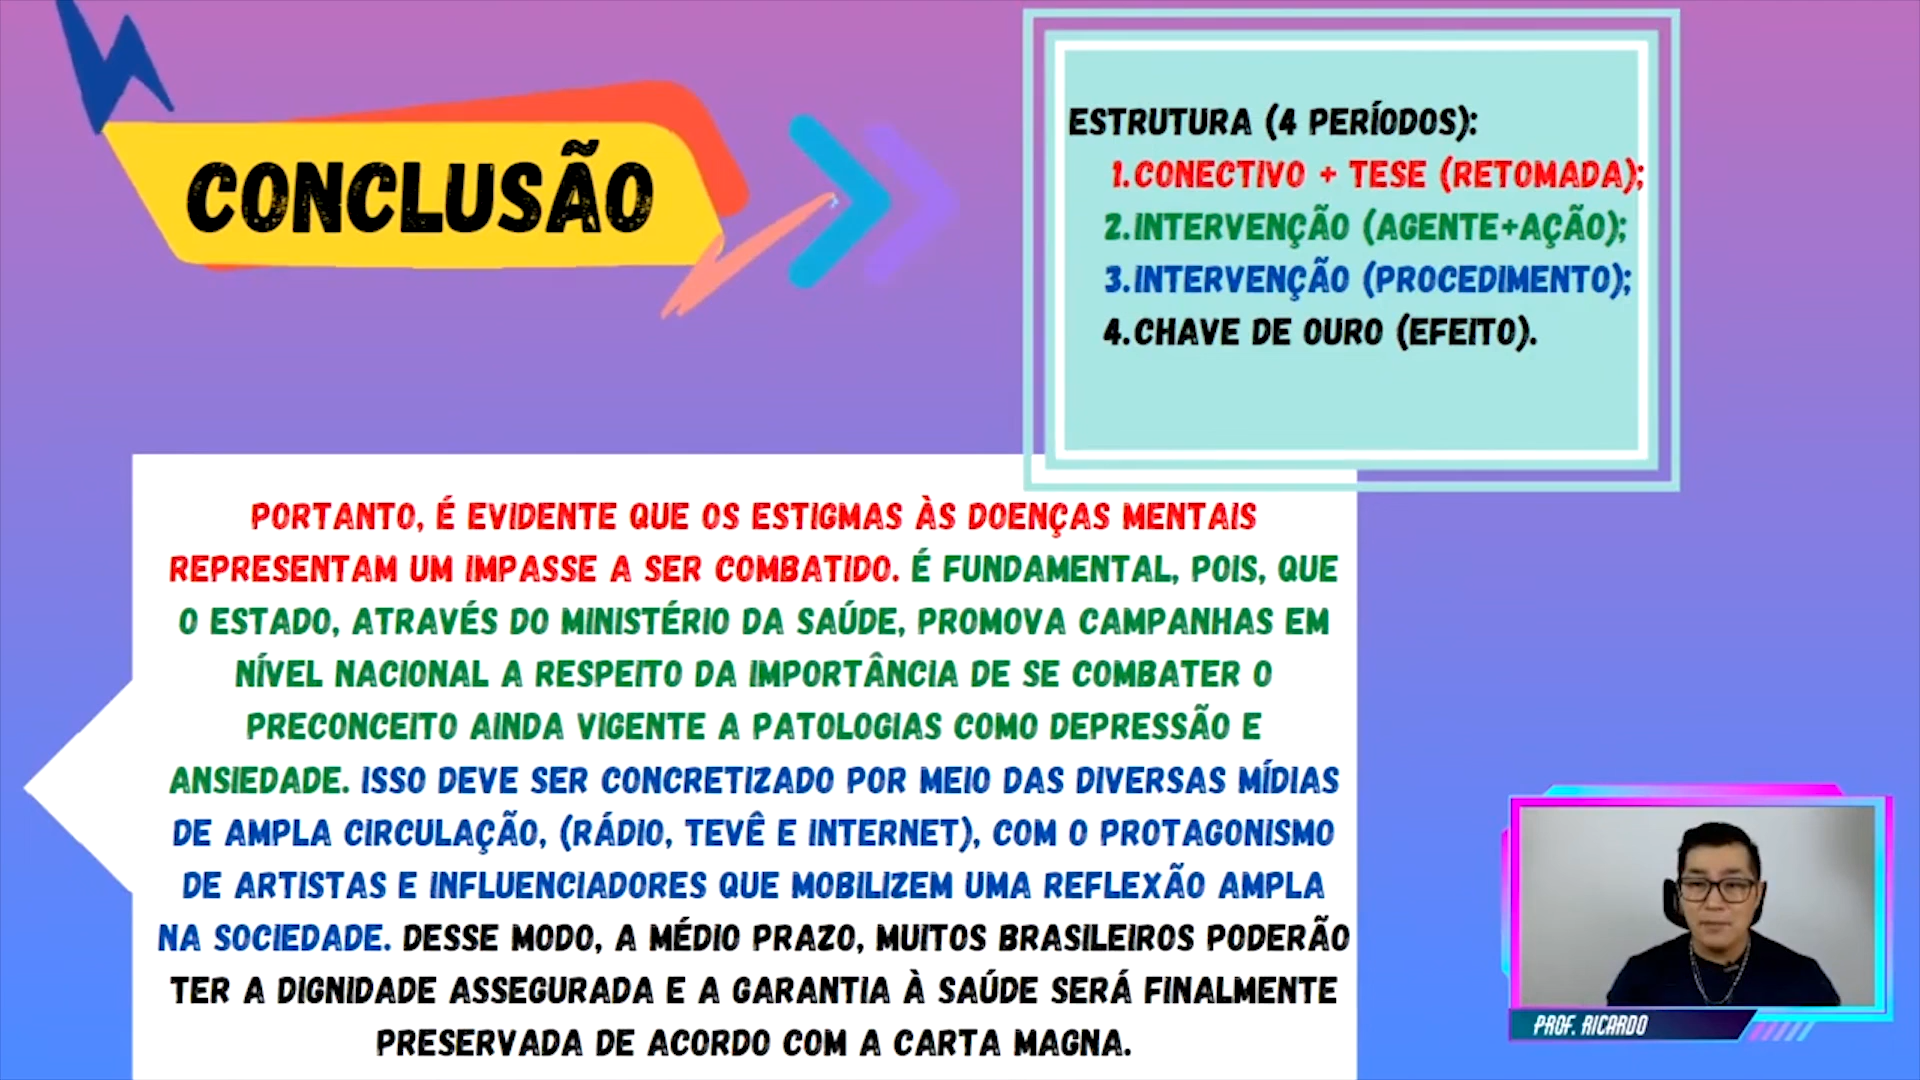 CONCLUSÃO
ESTRUTURA (4 PERÍODOS):
1. CONECTIVO + TESE (RETOMADA);
2. INTERVENÇÃO (AGENTE+AÇÃO);
3. INTERVENÇÃO (PROCEDIMENTO);
4. CHAVE DE OURO (EFEITO).
PORTANTO, É EVIDENTE QUE OS ESTIGMAS ÀS DOENÇAS MENTAIS
REPRESENTAM UM IMPASSE A SER COMBATIDO. É FUNDAMENTAL, POIS, QUE
O ESTADO, ATRAVÉS DO MINISTÉRIO DA SAÚDE, PROMOVA CAMPANHAS EM
NÍVEL NACIONAL A RESPEITO DA IMPORTÂNCIA DE SE COMBATER O
PRECONCEITO AINDA VIGENTE A PATOLOGIAS COMO DEPRESSÃO E
ANSIEDADE. ISSO DEVE SER CONCRETIZADO POR MEIO DAS DIVERSAS MÍDIAS
DE AMPLA CIRCULAÇÃO, (RÁDIO, TEVÊ E INTERNET), COM O PROTAGONISMO
DE ARTISTAS E INFLUENCIADORES QUE MOBILIZEM UMA REFLEXÃO AMPLA
NA SOCIEDADE. DESSE MODO, A MÉDIO PRAZO, MUITOS BRASILEIROS PODERÃO
TER A DIGNIDADE ASSEGURADA E A GARANTIA À SAÚDE SERÁ FINALMENTE
PRESERVADA DE ACORDO COM A CARTA MAGNA.
PROF. RICARDO